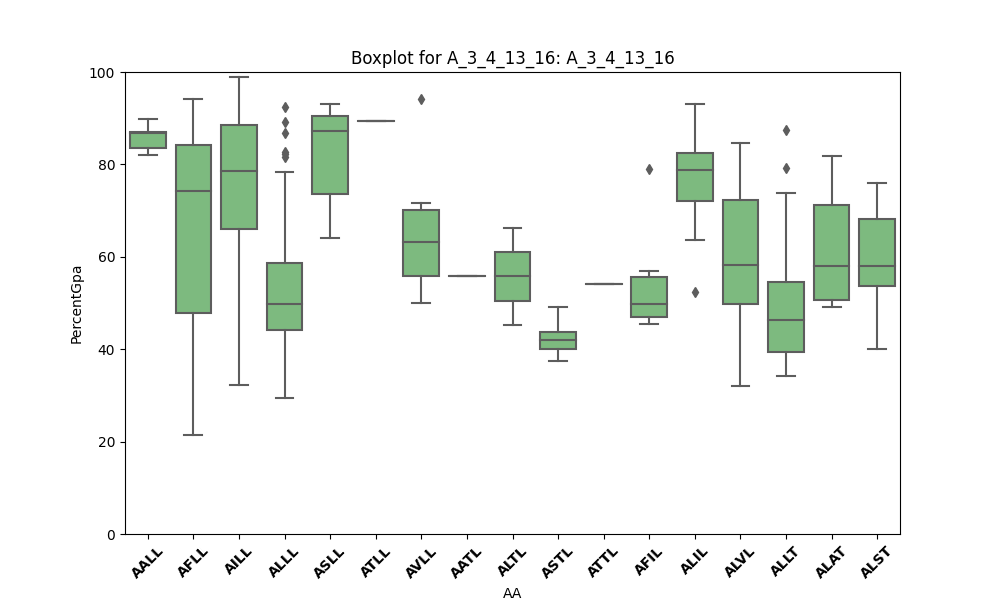 Boxplot for A_3_4_13_16: A_3_4_13_16
100
80
60
40
20
0
PercentGpa
AALL AFLL AILL ALLL ASLL ATLL AVLL AATL ALTL ASTL ATTL AFIL ALIL ALVL ALLT ALAT ALST
AA